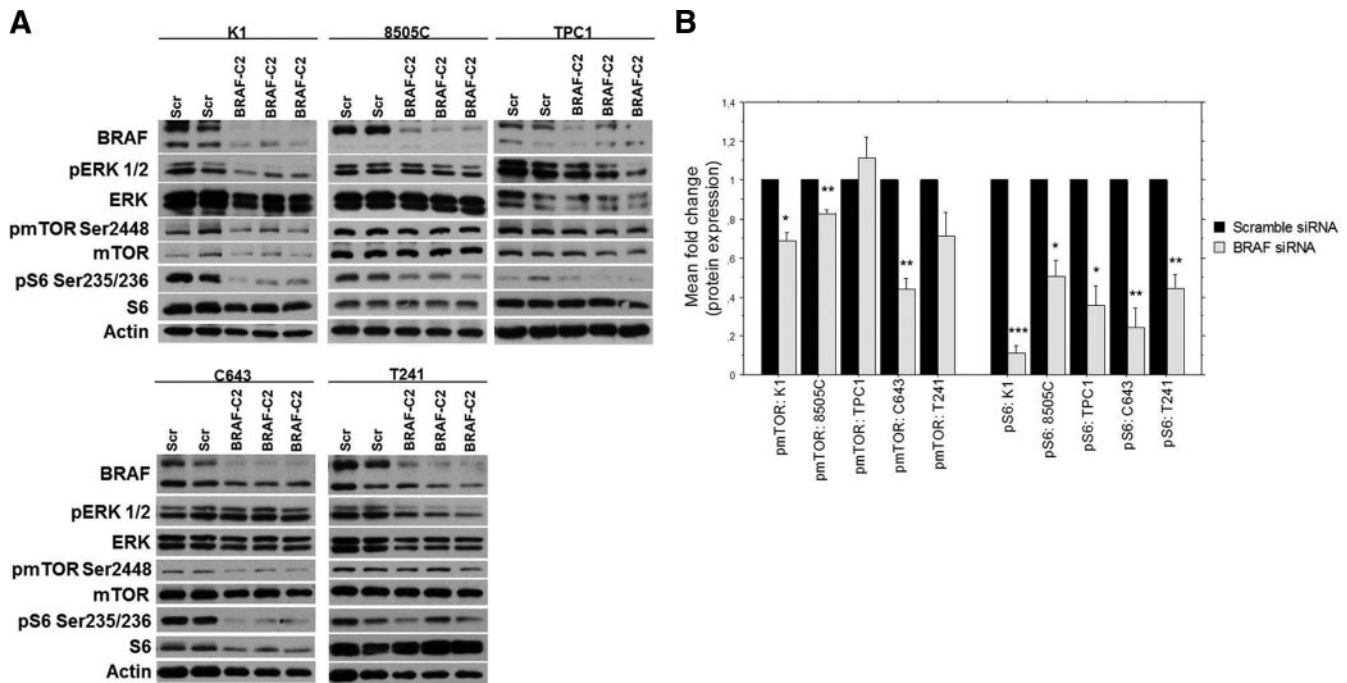 A
K1
8505C
TPC1
Scr Scr BRAF-C2 BRAF-C2 BRAF-C2
Scr Scr BRAF-C2 BRAF-C2 BRAF-C2
Scr Scr BRAF-C2 BRAF-C2 BRAF-C2
BRAF
pERK 1/2
ERK
pmTOR Ser2448
mTOR
pS6 Ser235/236
S6
Actin
C643
T241
Scr Scr BRAF-C2 BRAF-C2 BRAF-C2
Scr Scr BRAF-C2 BRAF-C2 BRAF-C2
BRAF
pERK 1/2
ERK
pmTOR Ser2448
mTOR
pS6 Ser235/236
S6
Actin
B
Mean fold change
(protein expression)
1,4
1,2
1
,8
,6
,4
,2
0
*
**
**
***
*
*
**
**
pmTOR: K1
pmTOR: 8505C
pmTOR: TPC1
pmTOR: C643
pmTOR: T241
pS6: K1
pS6: 8505C
pS6: TPC1
pS6: C643
pS6: T241
Scramble siRNA
BRAF siRNA